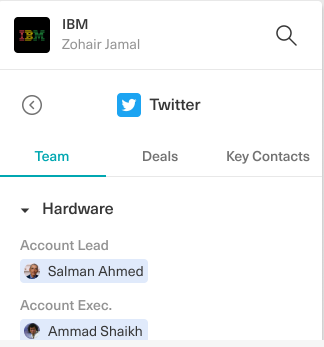 IBM
IBM
Zohair Jamal
Twitter
Team Deals Key Contacts
Hardware
Account Lead
Salman Ahmed
Account Exec.
Ammad Shaikh